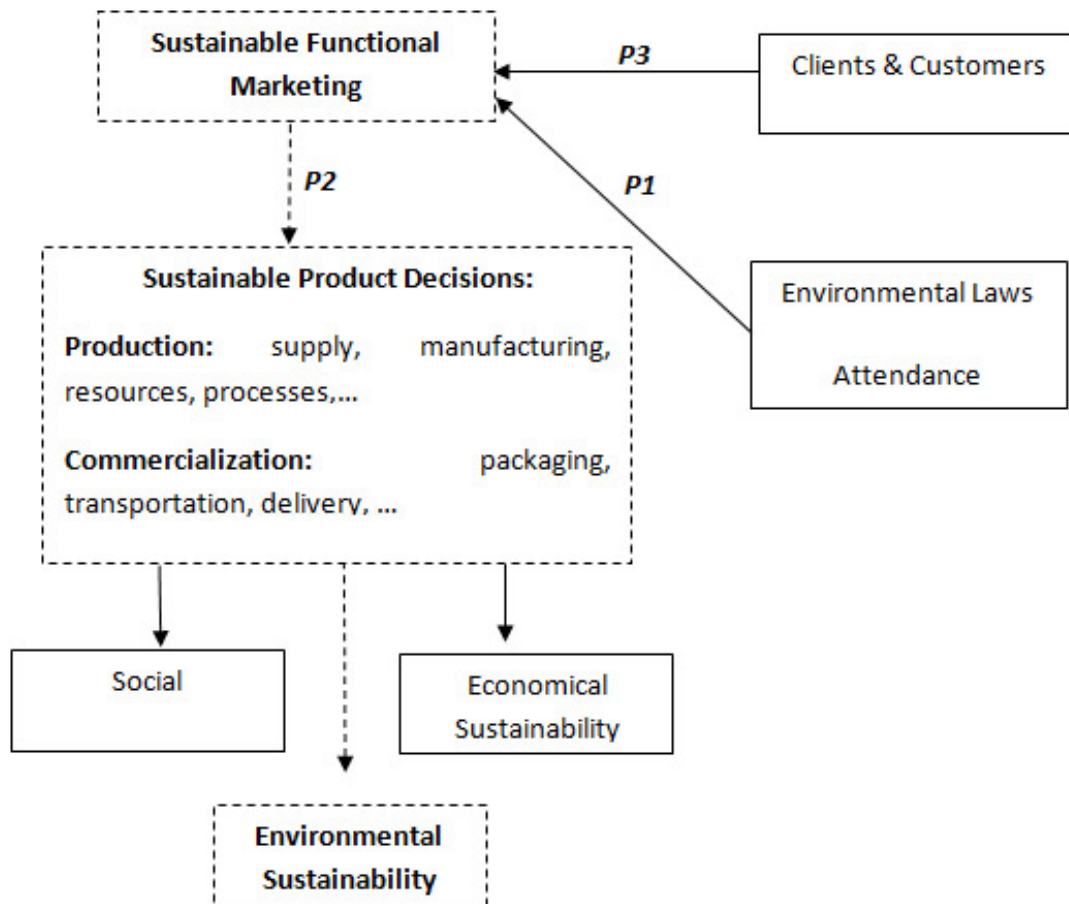 Sustainable Functional
Marketing
P3
Clients & Customers
P2
P1
Sustainable Product Decisions:
Production: supply, manufacturing,
resources, processes,...
Commercialization: packaging,
transportation, delivery, ...
Environmental Laws
Attendance
Social
Economical
Sustainability
Environmental
Sustainability